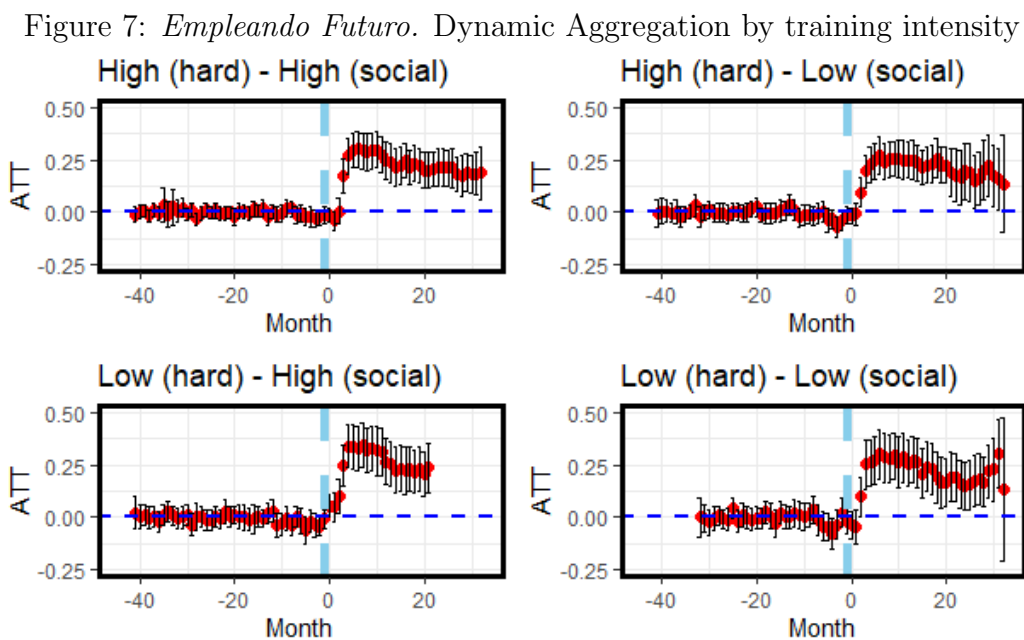 Figure 7: Empleando Futuro. Dynamic Aggregation by training intensity
High (hard) - High (social)
High (hard) - Low (social)
0.50
0.25
0.00
-0.25
ATT
-40
-20
0
20
Month
0.50
0.25
0.00
-0.25
ATT
-40
-20
0
20
Month
Low (hard) - High (social)
Low (hard) - Low (social)
0.50
0.25
0.00
-0.25
ATT
-40
-20
0
20
Month
0.50
0.25
0.00
-0.25
ATT
-40
-20
0
20
Month